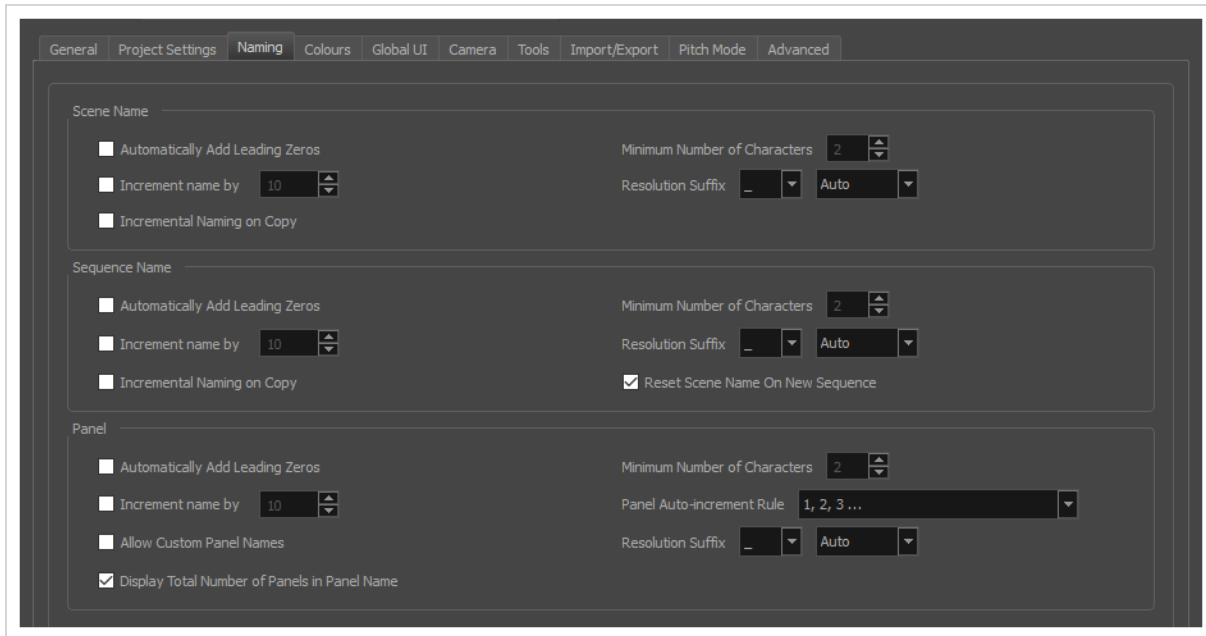 General Project Settings Naming Colours Global UI Camera Tools Import/Export Pitch Mode Advanced
Scene Name
Automatically Add Leading Zeros Minimum Number of Characters 2
Increment name by 10 Resolution Suffix _ Auto
Incremental Naming on Copy
Sequence Name
Automatically Add Leading Zeros Minimum Number of Characters 2
Increment name by 10 Resolution Suffix _ Auto
Incremental Naming on Copy Reset Scene Name On New Sequence
Panel
Automatically Add Leading Zeros Minimum Number of Characters 2
Increment name by 10 Panel Auto-increment Rule 1, 2, 3 ...
Allow Custom Panel Names Resolution Suffix _ Auto
Display Total Number of Panels in Panel Name